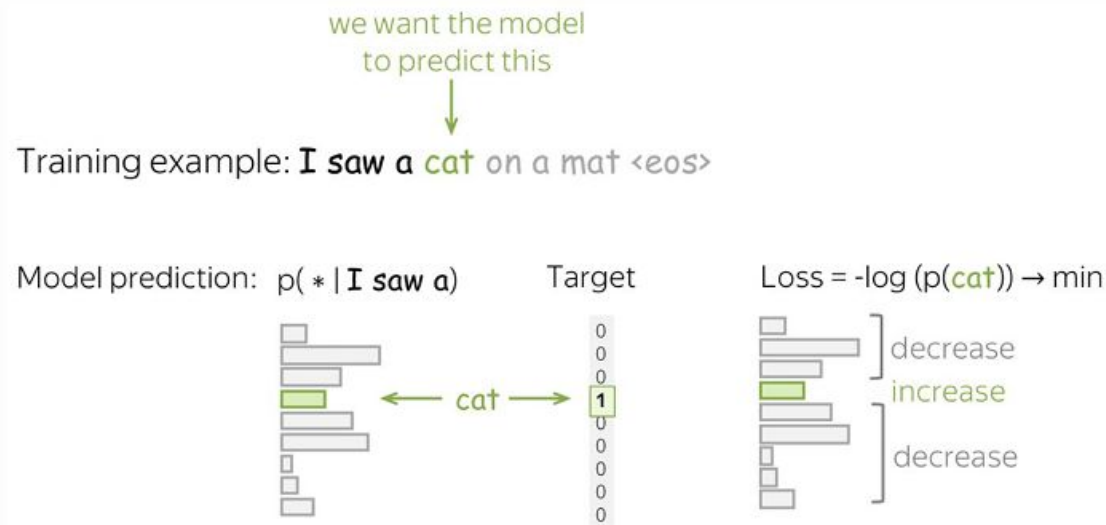 we want the model
to predict this
Training example: I saw a cat on a mat <eos>
Model prediction: p( * | I saw a)
Target
Loss = -log (p(cat)) → min
0
0
0
cat
1
0
0
0
0
0
decrease
increase
decrease